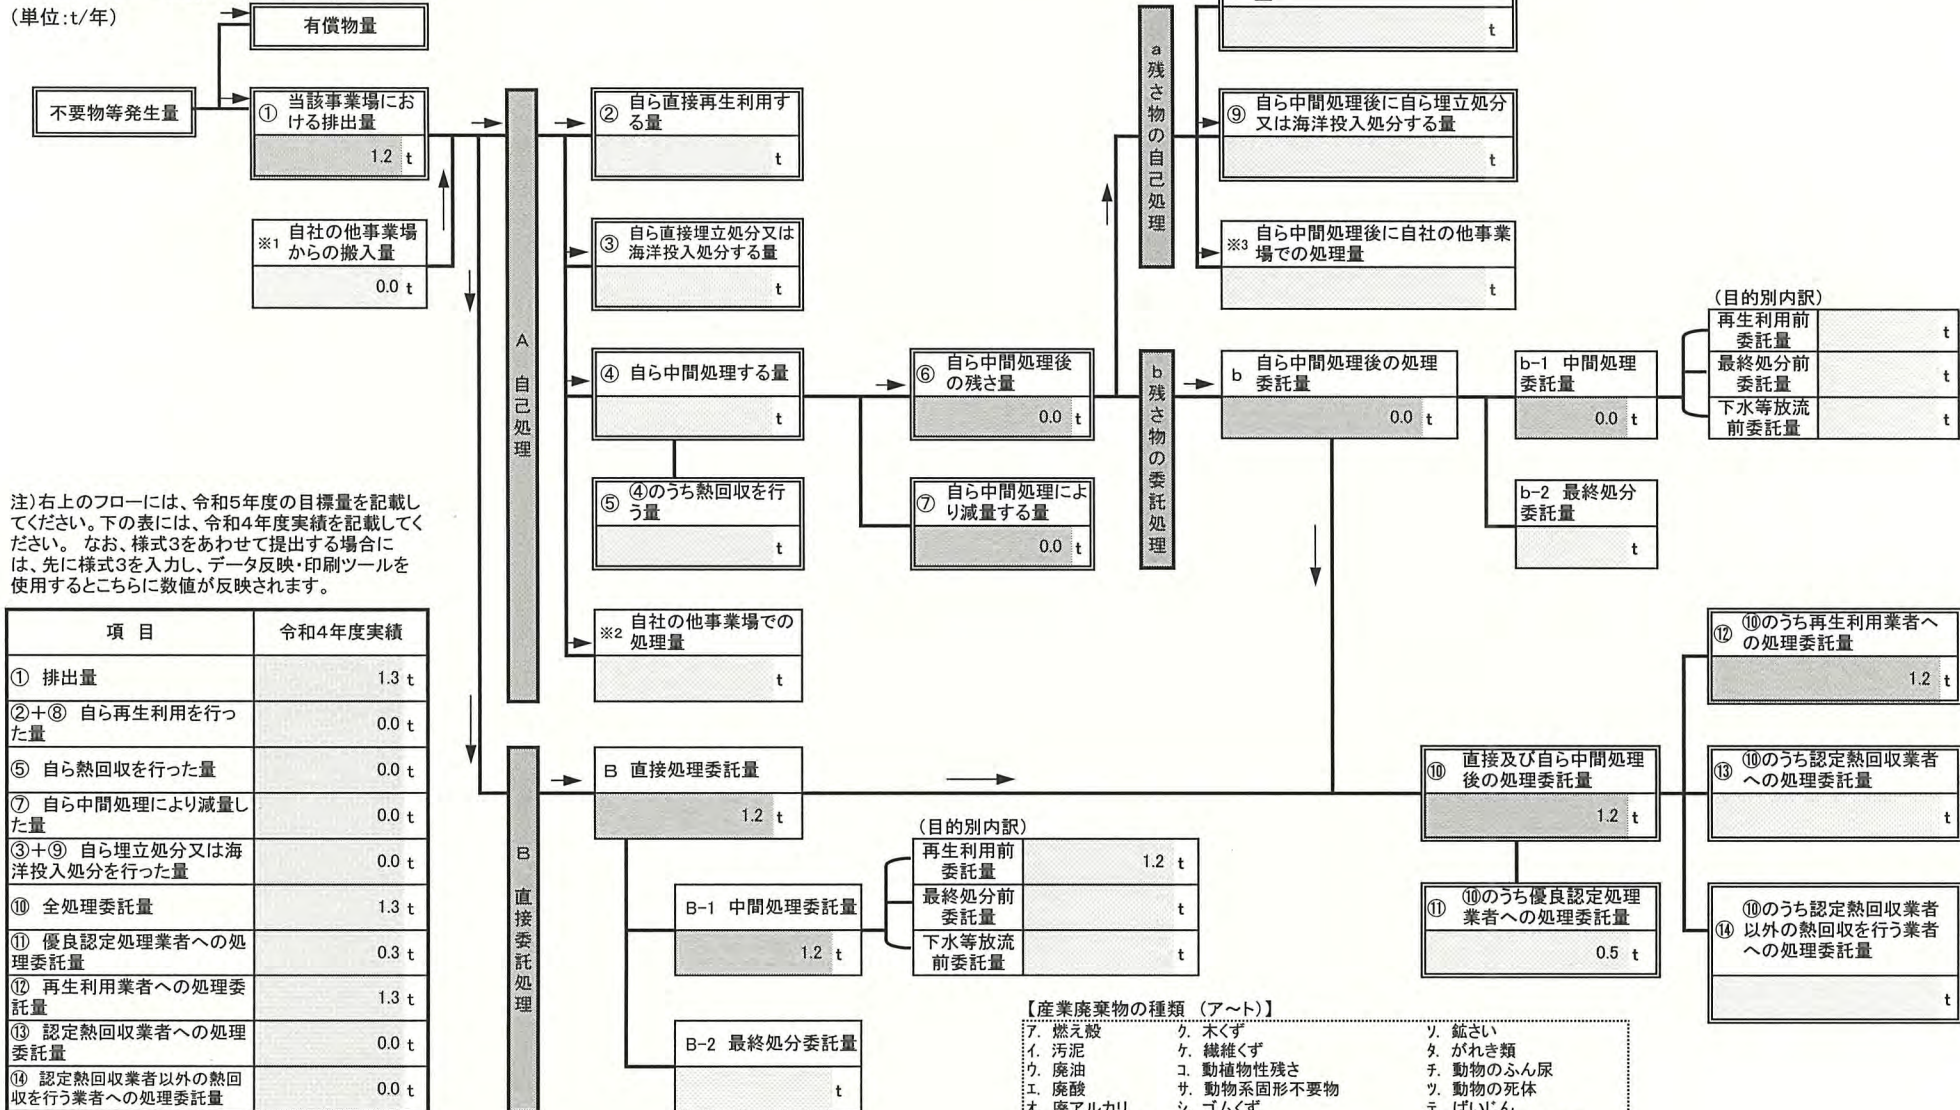 (単位:t/年)
有償物量
不要物等発生量
① 当該事業場にお
ける排出量
1.2 t
※1 自社の他事業場
からの搬入量
0.0 t
A 自己処理
② 自ら直接再生利用す
る量
t
③ 自ら直接埋立処分又は
海洋投入処分する量
t
④ 自ら中間処理する量
t
⑤ ④のうち熱回収を行
う量
t
※2 自社の他事業場での
処理量
t
⑥ 自ら中間処理後
の残さ量
0.0 t
⑦ 自ら中間処理によ
り減量する量
0.0 t
a 残さ物の自己処理
t
⑨ 自ら中間処理後に自ら埋立処分
又は海洋投入処分する量
t
※3 自ら中間処理後に自社の他事業
場での処理量
t
b 残さ物の委託処理
b 自ら中間処理後の処理
委託量
0.0 t
b-1 中間処理
委託量
0.0 t
(目的別内訳)
再生利用前
委託量
t
最終処分前
委託量
t
下水等放流
前委託量
t
b-2 最終処分
委託量
t
注)右上のフローには、令和5年度の目標量を記載し
てください。下の表には、令和4年度実績を記載してく
ださい。 なお、様式3をあわせて提出する場合に
は、先に様式3を入力し、データ反映・印刷ツールを
使用するとこちらに数値が反映されます。
項 目 令和4年度実績
① 排出量 1.3 t
②+⑧ 自ら再生利用を行っ
た量 0.0 t
⑤ 自ら熱回収を行った量 0.0 t
⑦ 自ら中間処理により減量し
た量 0.0 t
③+⑨ 自ら埋立処分又は海
洋投入処分を行った量 0.0 t
⑩ 全処理委託量 1.3 t
⑪ 優良認定処理業者への処
理委託量 0.3 t
⑫ 再生利用業者への処理委
託量 1.3 t
⑬ 認定熱回収業者への処理
委託量 0.0 t
⑭ 認定熱回収業者以外の熱回
収を行う業者への処理委託量 0.0 t
B 直接委託処理
B 直接処理委託量
1.2 t
B-1 中間処理委託量
1.2 t
(目的別内訳)
再生利用前
委託量
1.2 t
最終処分前
委託量
t
下水等放流
前委託量
t
B-2 最終処分委託量
t
⑩ 直接及び自ら中間処理
後の処理委託量
1.2 t
⑪ ⑩のうち優良認定処理
業者への処理委託量
0.5 t
⑫ ⑩のうち再生利用業者へ
の処理委託量
1.2 t
⑬ ⑩のうち認定熱回収業者
への処理委託量
t
⑭ ⑩のうち認定熱回収業者
以外の熱回収を行う業者
への処理委託量
t
【産業廃棄物の種類 (ア~ト)】
ア. 燃え殻 ク. 木くず ソ. 鉱さい
イ. 汚泥 ケ. 繊維くず タ. がれき類
ウ. 廃油 コ. 動植物性残さ チ. 動物のふん尿
エ. 廃酸 サ. 動物系固形不要物 ツ. 動物の死体
オ. 廃アルカリ シ. ゴムくず テ. ばいじん